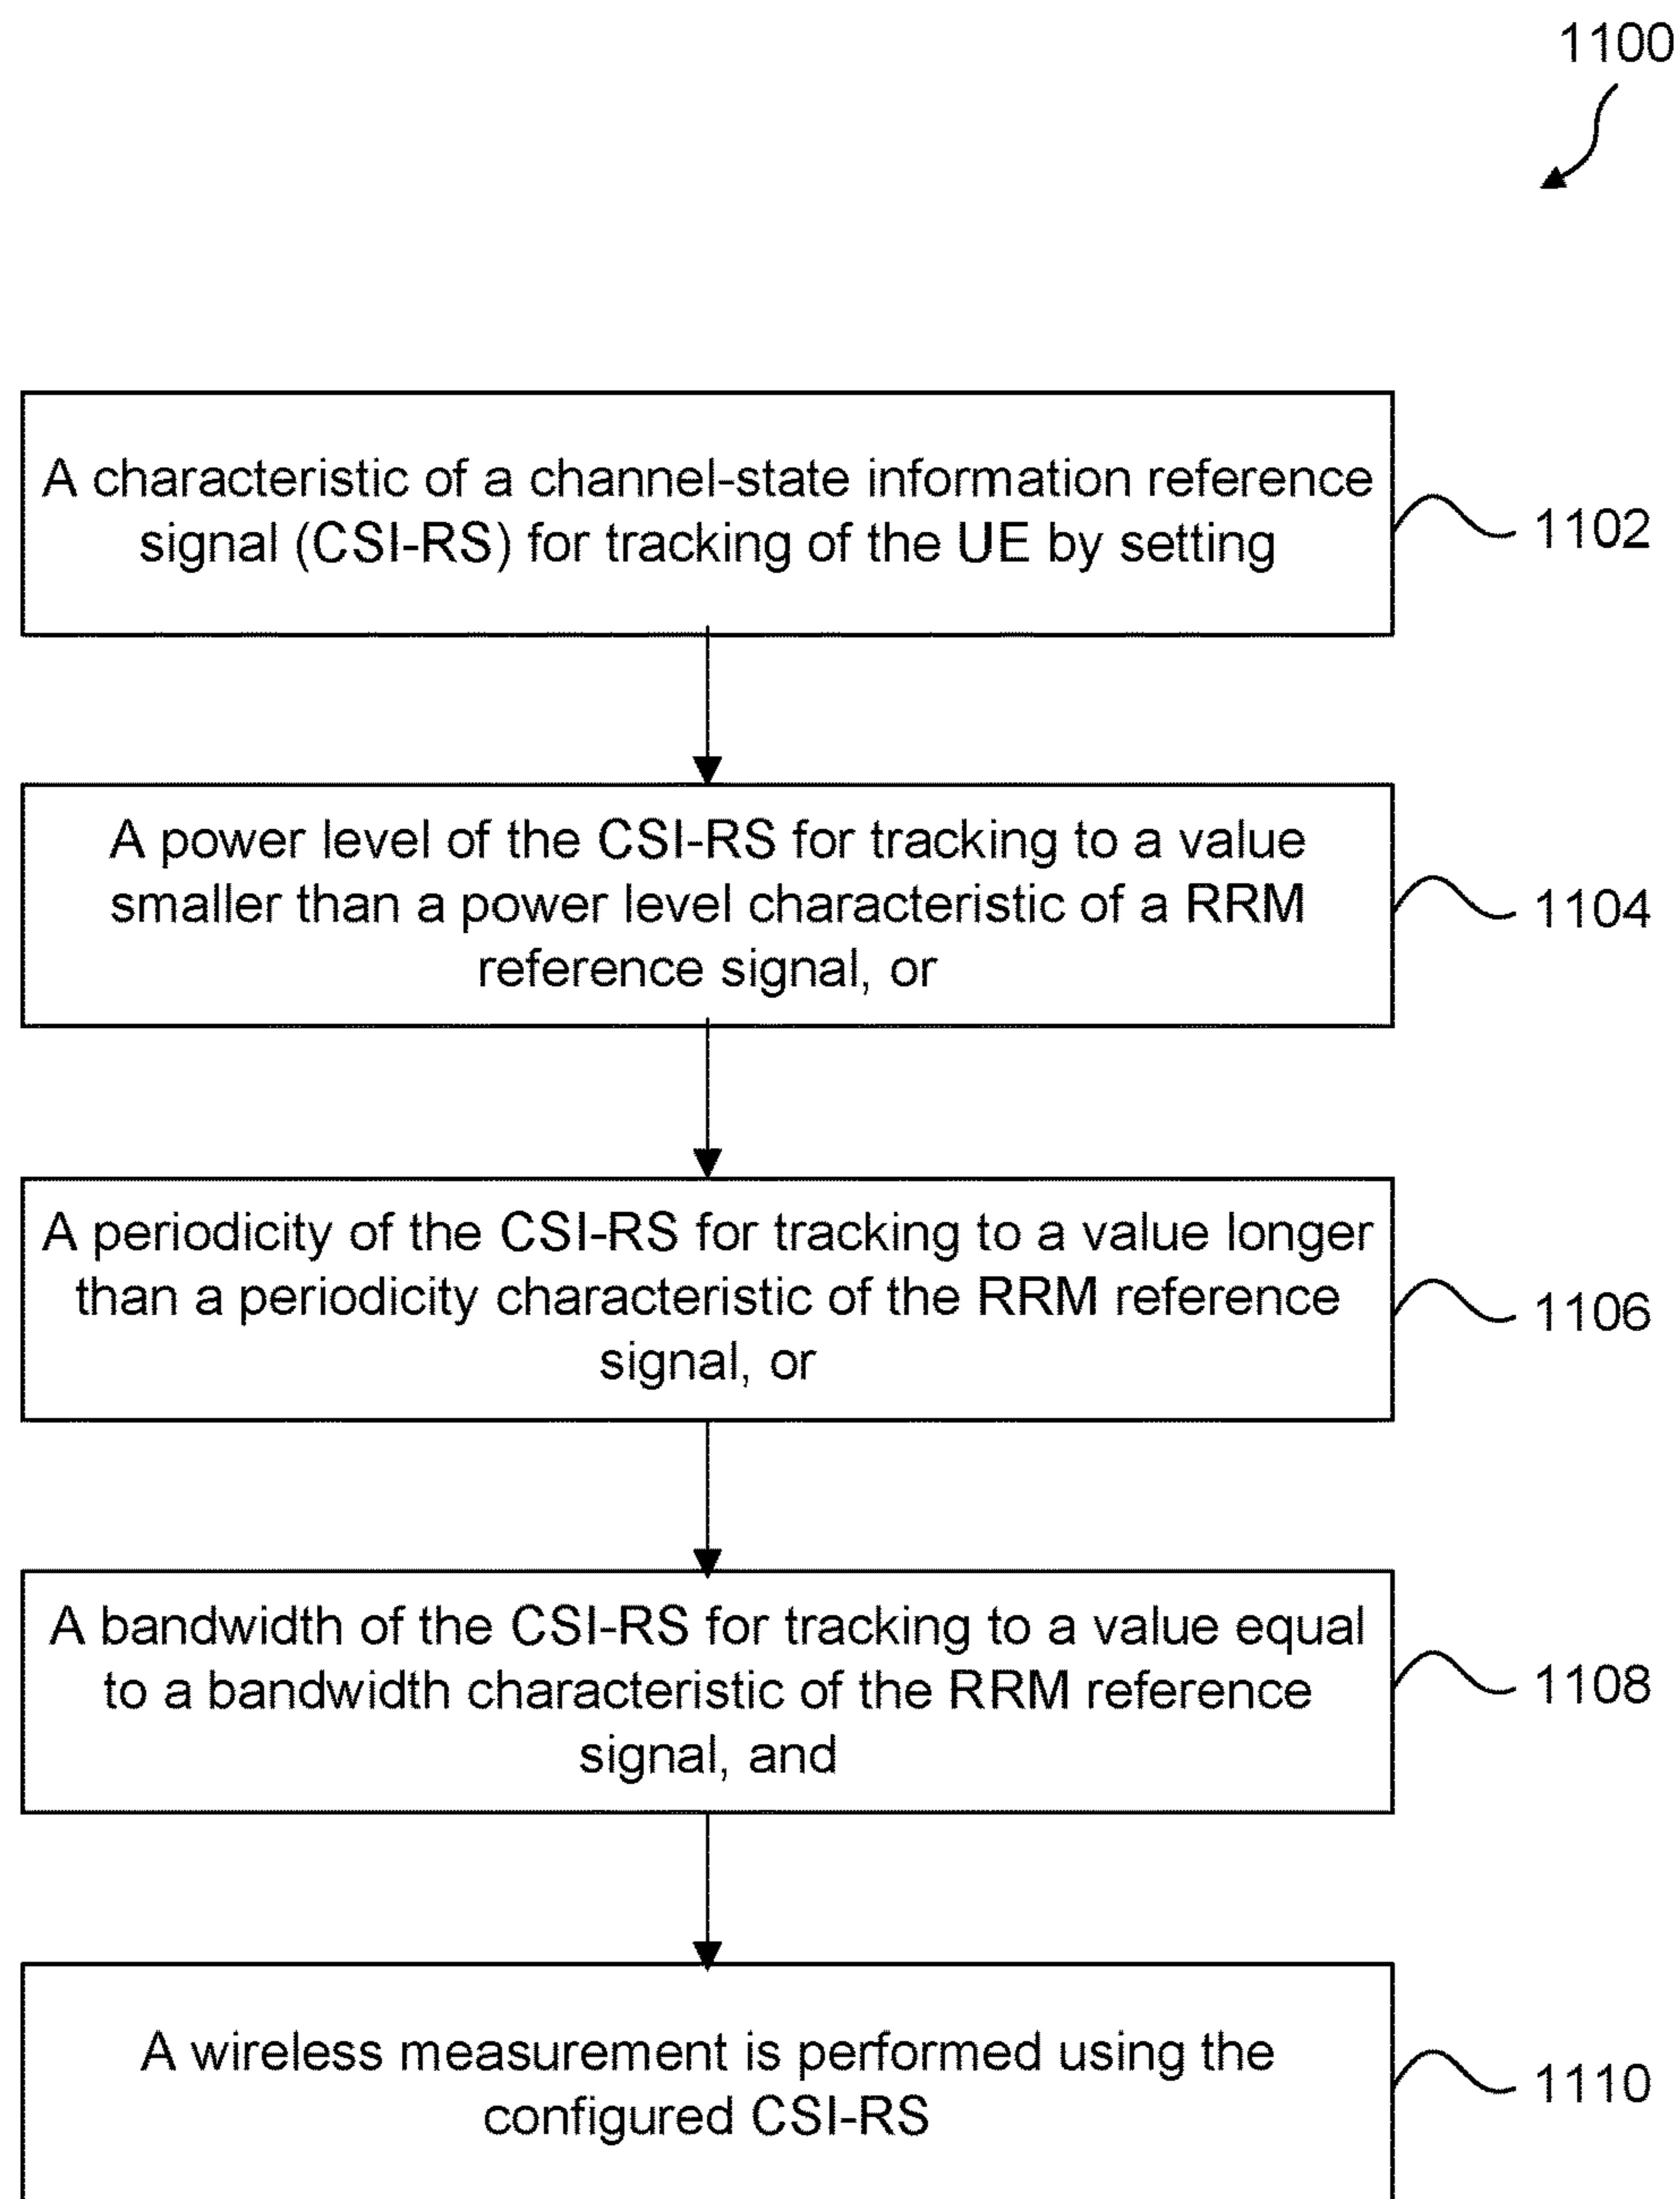 1100
A characteristic of a channel-state information reference
signal (CSI-RS) for tracking of the UE by setting
1102
A power level of the CSI-RS for tracking to a value
smaller than a power level characteristic of a RRM
reference signal, or
1104
A periodicity of the CSI-RS for tracking to a value longer
than a periodicity characteristic of the RRM reference
signal, or
1106
A bandwidth of the CSI-RS for tracking to a value equal
to a bandwidth characteristic of the RRM reference
signal, and
1108
A wireless measurement is performed using the
configured CSI-RS
1110